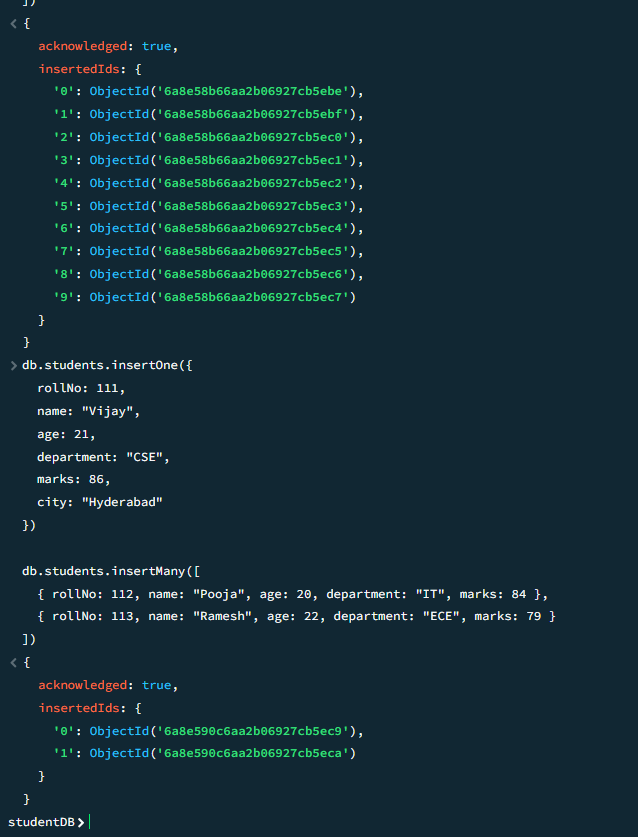 ])
{
acknowledged: true,
insertedIds: {
'0': ObjectId('6a8e58b66aa2b06927cb5ebe'),
'1': ObjectId('6a8e58b66aa2b06927cb5ebf'),
'2': ObjectId('6a8e58b66aa2b06927cb5ec0'),
'3': ObjectId('6a8e58b66aa2b06927cb5ec1'),
'4': ObjectId('6a8e58b66aa2b06927cb5ec2'),
'5': ObjectId('6a8e58b66aa2b06927cb5ec3'),
'6': ObjectId('6a8e58b66aa2b06927cb5ec4'),
'7': ObjectId('6a8e58b66aa2b06927cb5ec5'),
'8': ObjectId('6a8e58b66aa2b06927cb5ec6'),
'9': ObjectId('6a8e58b66aa2b06927cb5ec7')
}
}
db.students.insertOne({
rollNo: 111,
name: "Vijay",
age: 21,
department: "CSE",
marks: 86,
city: "Hyderabad"
})
db.students.insertMany([
{ rollNo: 112, name: "Pooja", age: 20, department: "IT", marks: 84 },
{ rollNo: 113, name: "Ramesh", age: 22, department: "ECE", marks: 79 }
])
{
acknowledged: true,
insertedIds: {
'0': ObjectId('6a8e590c6aa2b06927cb5ec9'),
'1': ObjectId('6a8e590c6aa2b06927cb5eca')
}
}
studentDB>